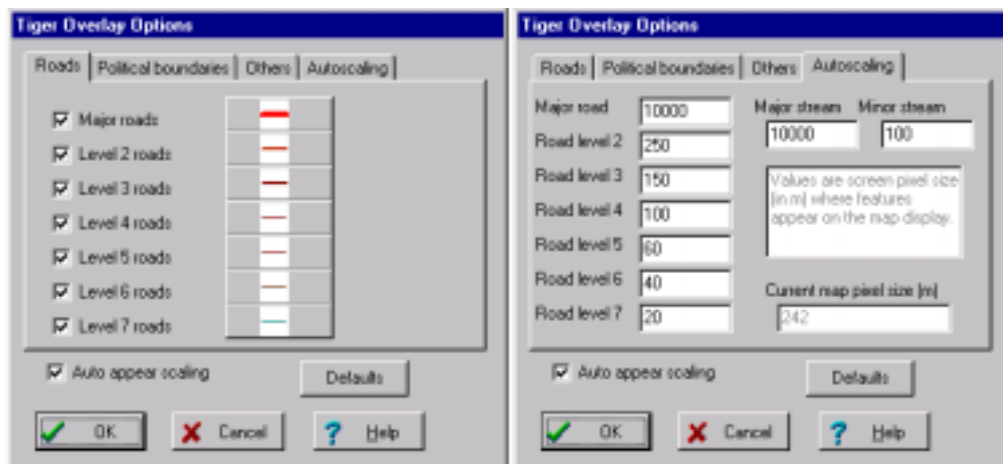 Tiger Overlay Options
Roads Political boundaries Others Autoscaling
Major roads
Level 2 roads
Level 3 roads
Level 4 roads
Level 5 roads
Level 6 roads
Level 7 roads
Auto appear scaling
Defaults
OK Cancel Help
Tiger Overlay Options
Roads Political boundaries Others Autoscaling
Major road 10000
Road level 2 250
Road level 3 150
Road level 4 100
Road level 5 60
Road level 6 40
Road level 7 20
Major stream Minor stream
10000 100
Values are screen pixel size
(in m) where features
appear on the map display.
Current map pixel size (m)
242
Auto appear scaling
Defaults
OK Cancel Help